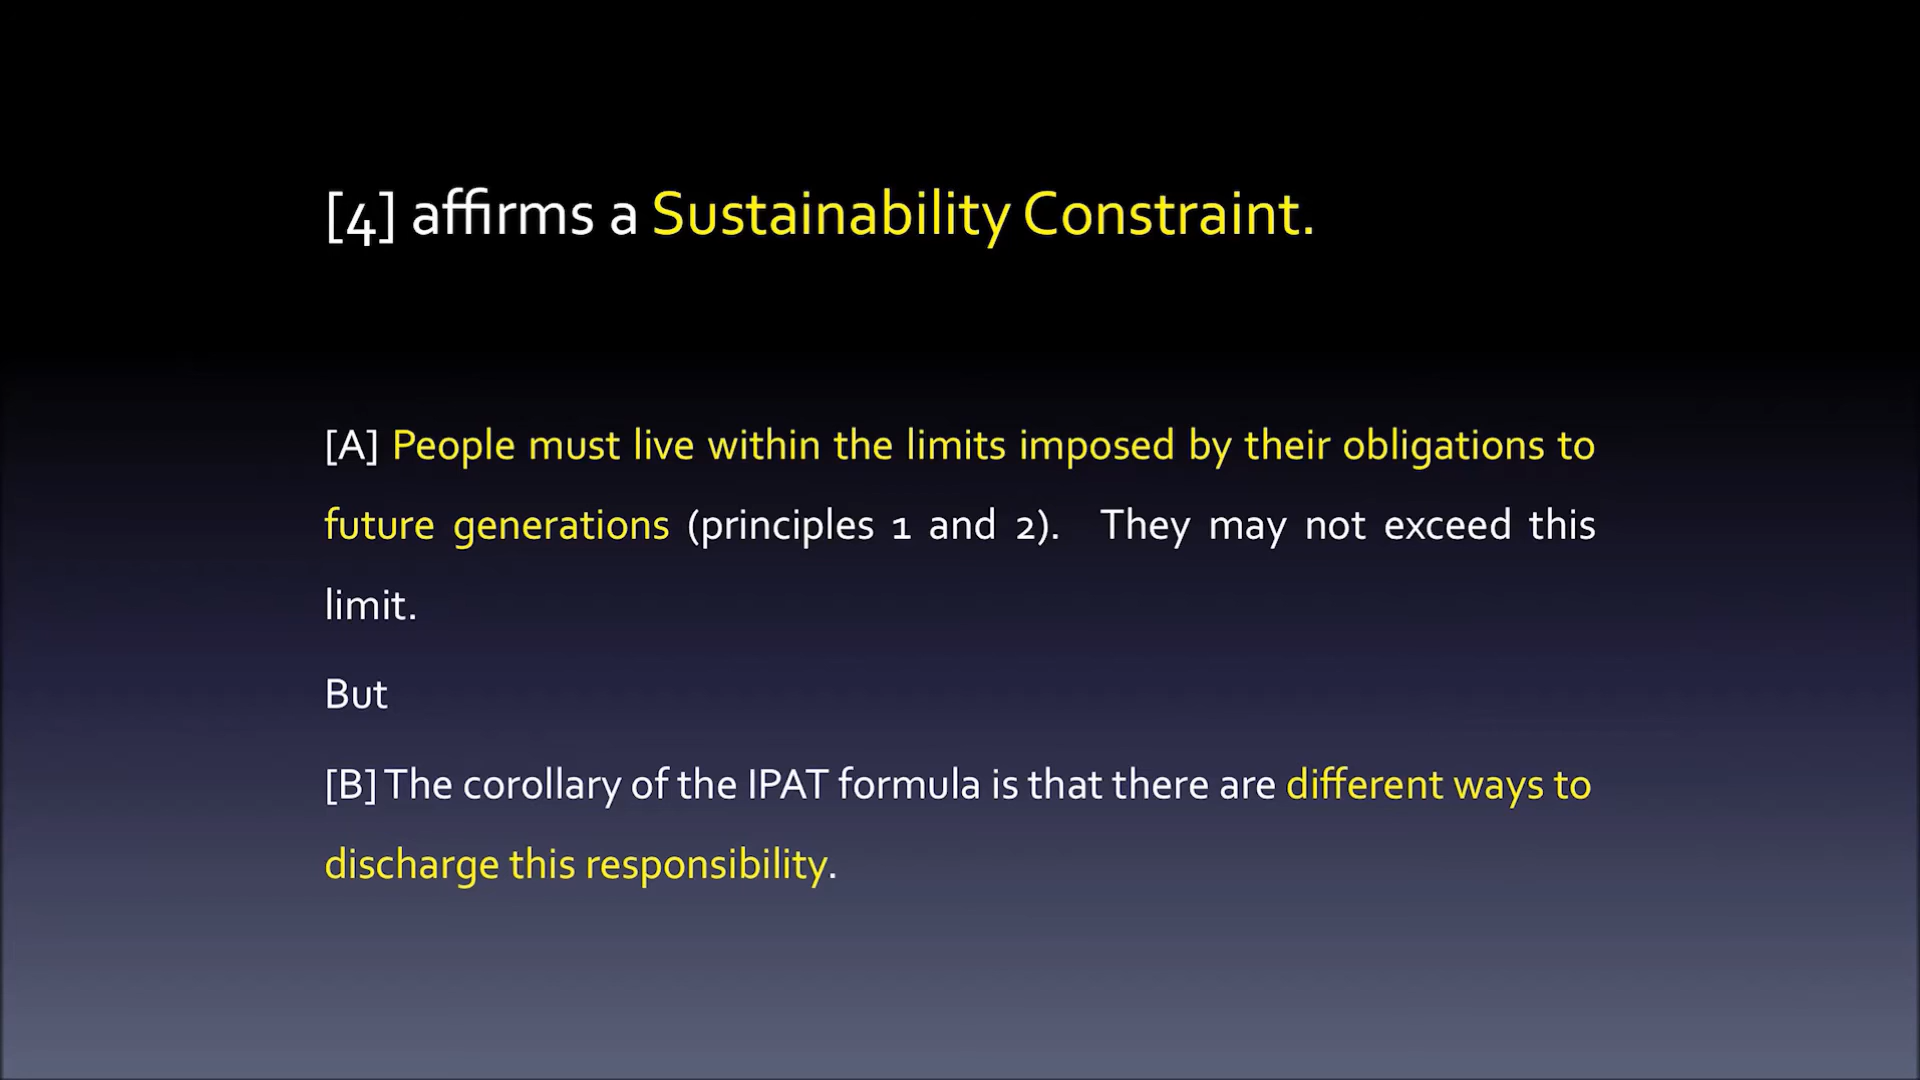 [4] affirms a Sustainability Constraint.
[A] People must live within the limits imposed by their obligations to
future generations (principles 1 and 2). They may not exceed this
limit.
But
[B] The corollary of the IPAT formula is that there are different ways to
discharge this responsibility.